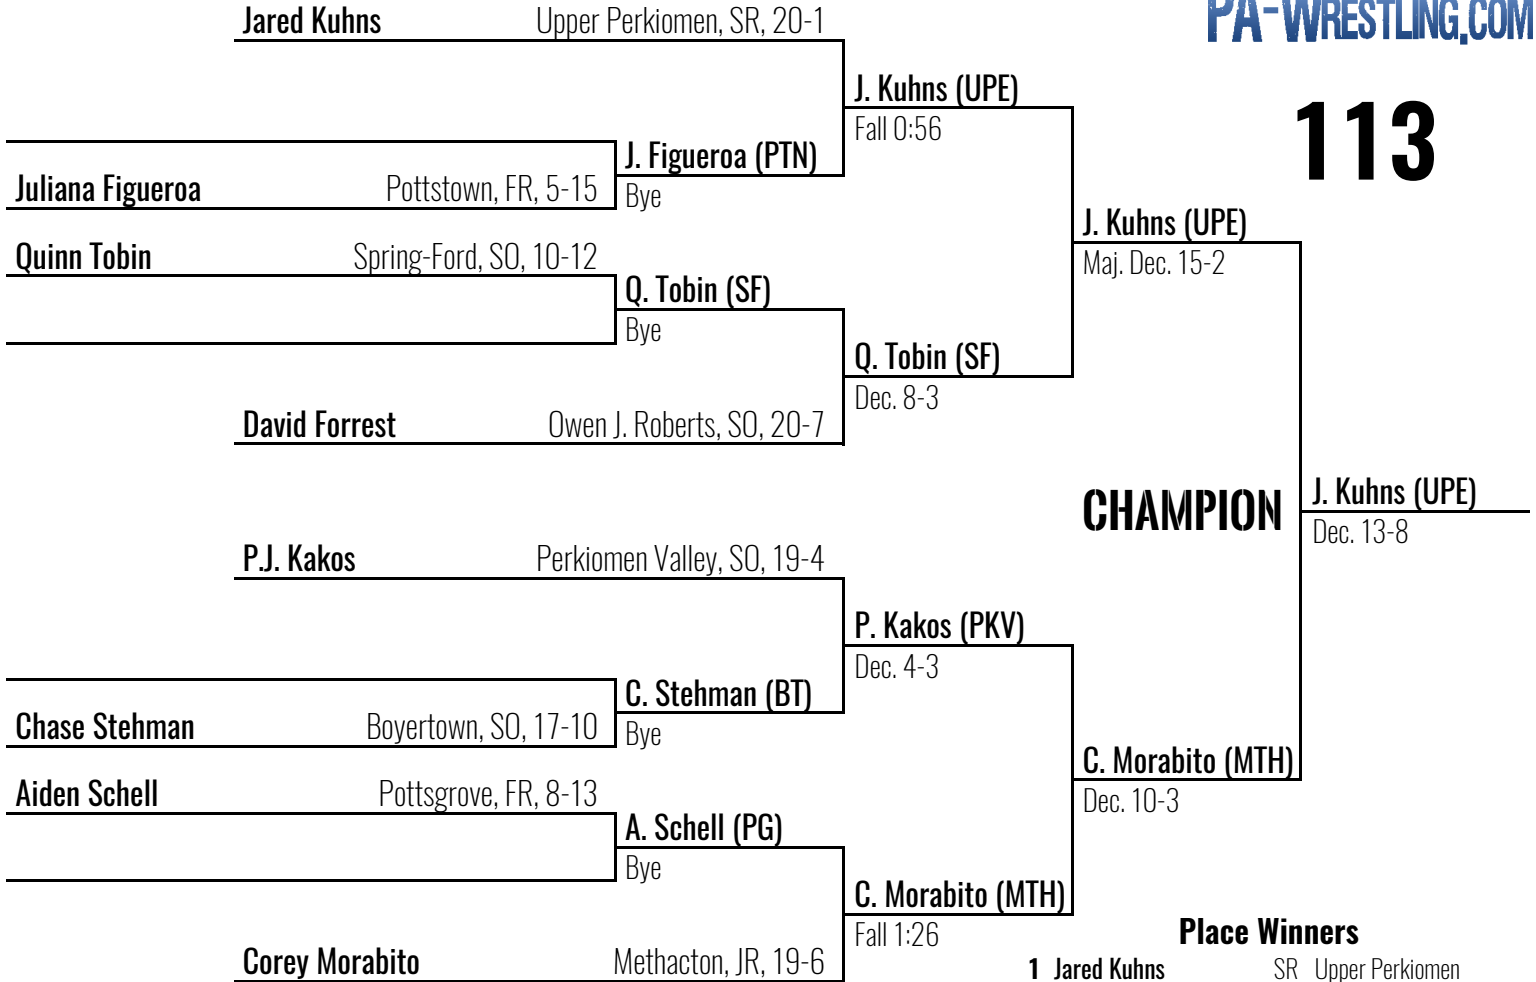 Jared Kuhns Upper Perkiomen, SR, 20-1
PA-WRESTLING.COM
113
J. Kuhns (UPE)
Fall 0:56
J. Figueroa (PTN)
Bye
Juliana Figueroa Pottstown, FR, 5-15
J. Kuhns (UPE)
Maj. Dec. 15-2
Quinn Tobin Spring-Ford, SO, 10-12
Q. Tobin (SF)
Bye
Q. Tobin (SF)
Dec. 8-3
David Forrest Owen J. Roberts, SO, 20-7
CHAMPION
J. Kuhns (UPE)
Dec. 13-8
P.J. Kakos Perkiomen Valley, SO, 19-4
P. Kakos (PKV)
Dec. 4-3
C. Stehman (BT)
Bye
Chase Stehman Boyertown, SO, 17-10
C. Morabito (MTH)
Dec. 10-3
Aiden Schell Pottsgrove, FR, 8-13
A. Schell (PG)
Bye
C. Morabito (MTH)
Fall 1:26
Corey Morabito Methacton, JR, 19-6
Place Winners
1 Jared Kuhns SR Upper Perkiomen